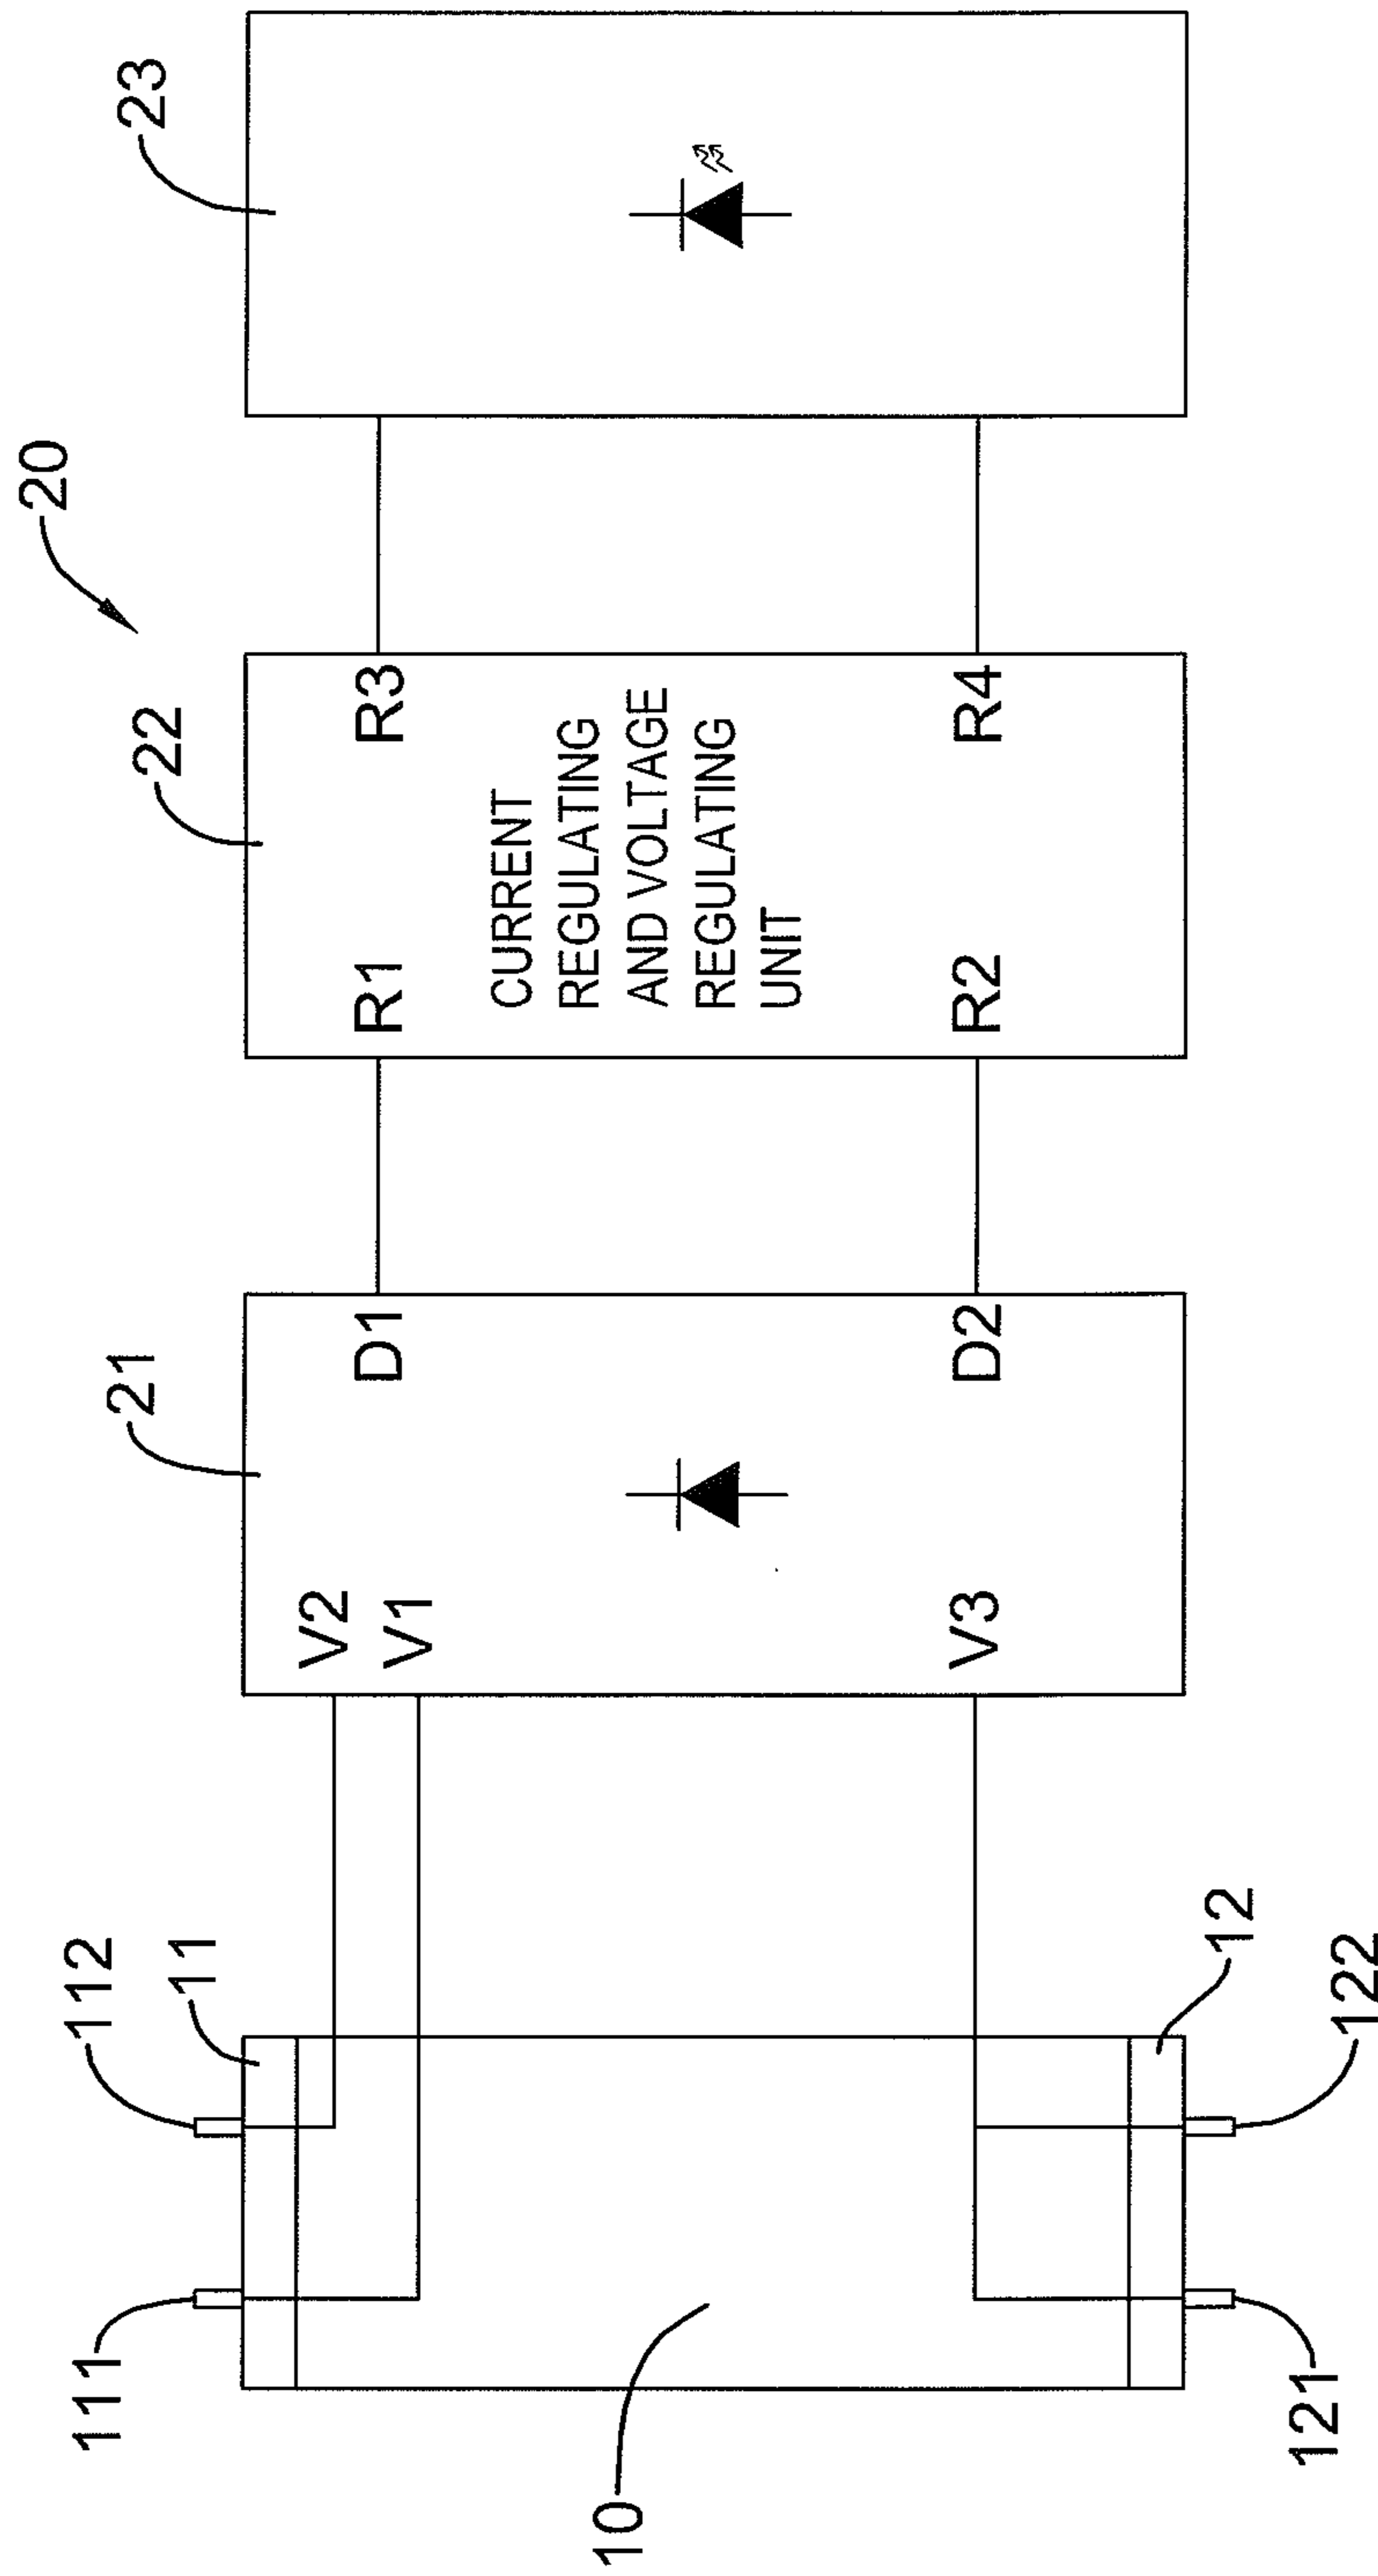 20
112
11
111
10
12
122
121
21
V2
V1
V3
D1
D2
22
R1
R3
CURRENT
REGULATING
AND VOLTAGE
REGULATING
UNIT
R2
R4
23